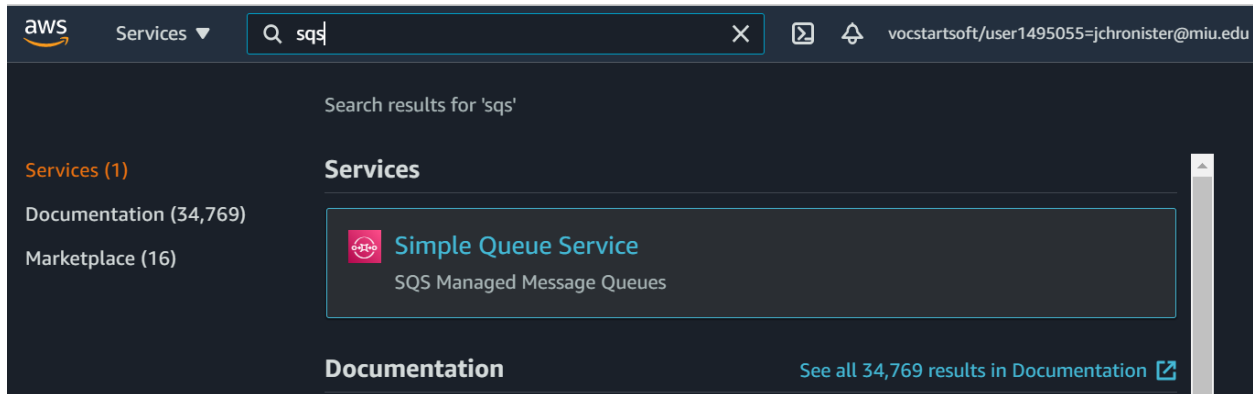 aws Services ▼ sqs vocstartsoft/user1495055=jchronister@miu.edu
Search results for 'sqs'
Services (1)
Documentation (34,769)
Marketplace (16)
Services
Simple Queue Service
SQS Managed Message Queues
Documentation See all 34,769 results in Documentation